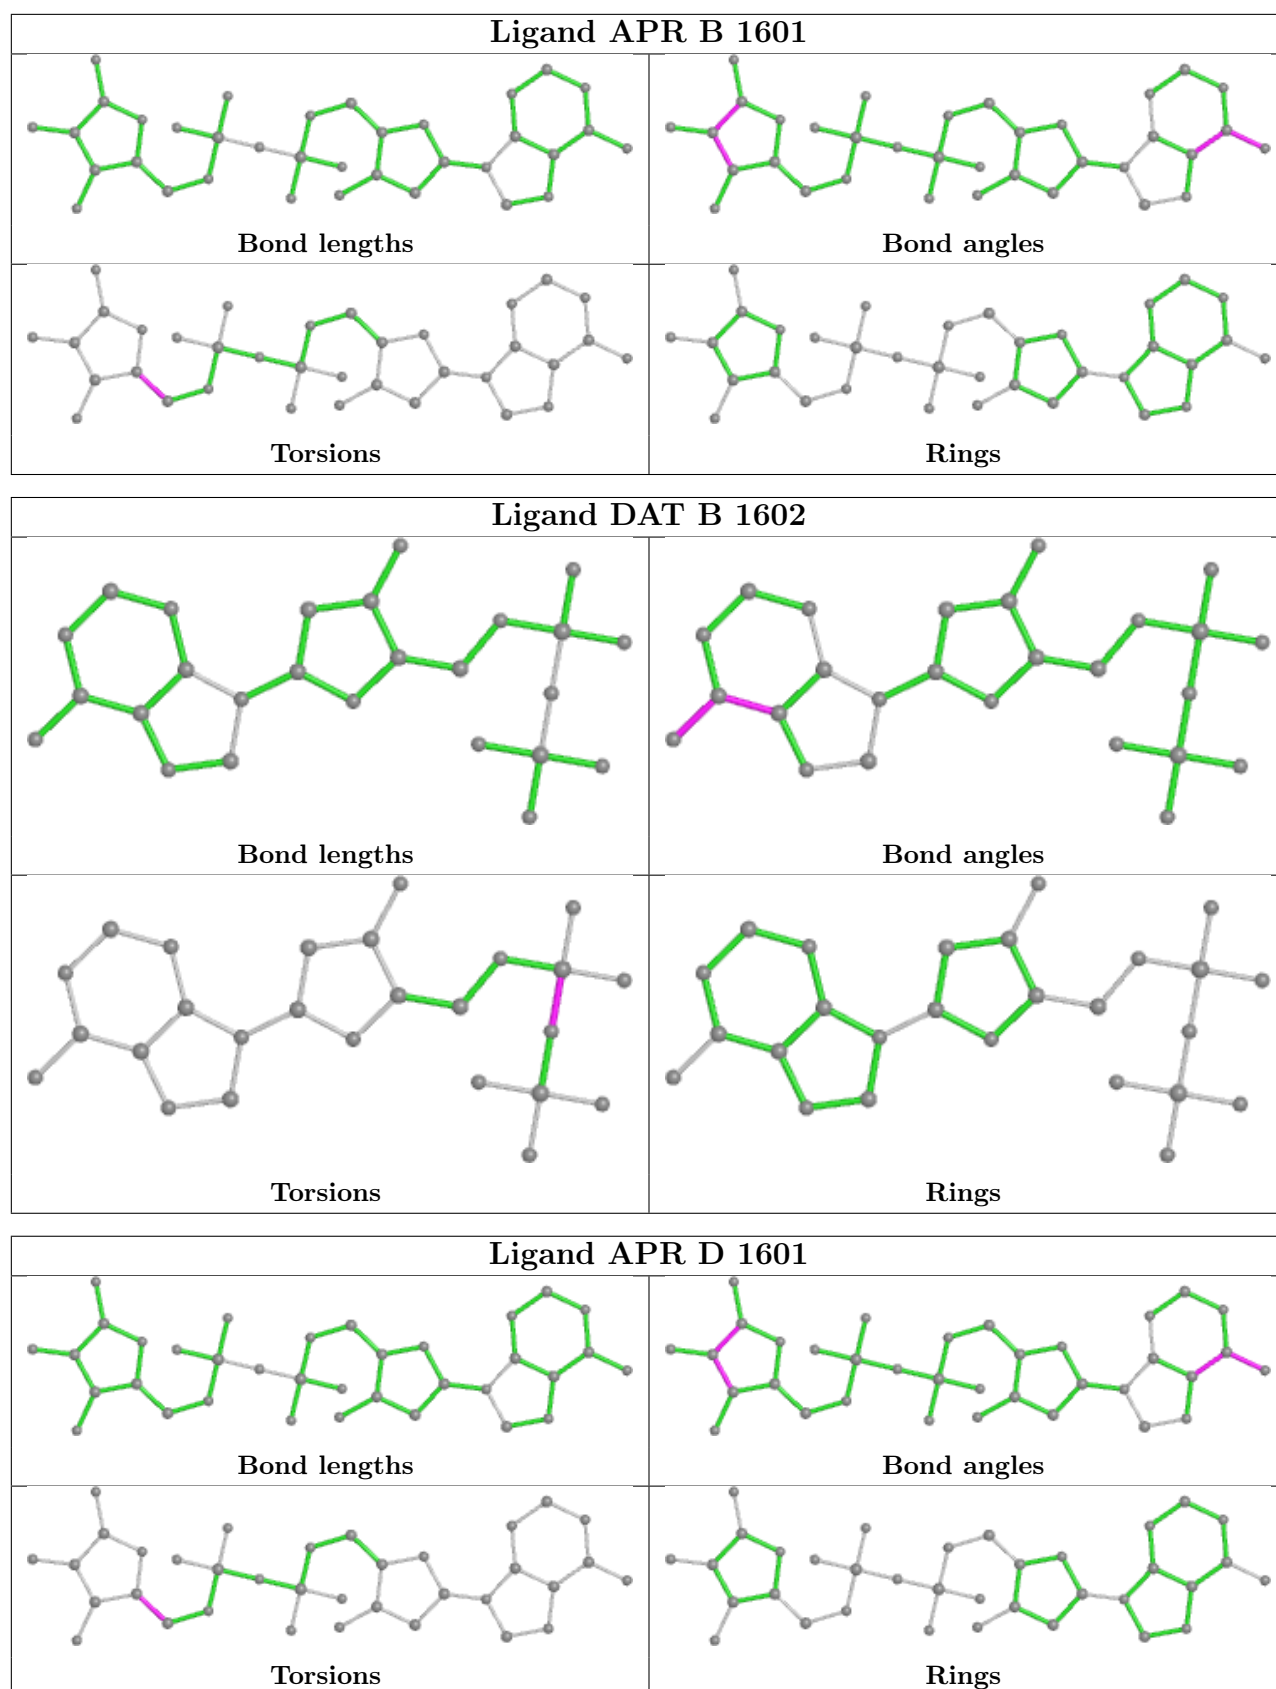 Ligand APR B 1601
Bond lengths
Bond angles
Torsions
Rings
Ligand DAT B 1602
Bond lengths
Bond angles
Torsions
Rings
Ligand APR D 1601
Bond lengths
Bond angles
Torsions
Rings